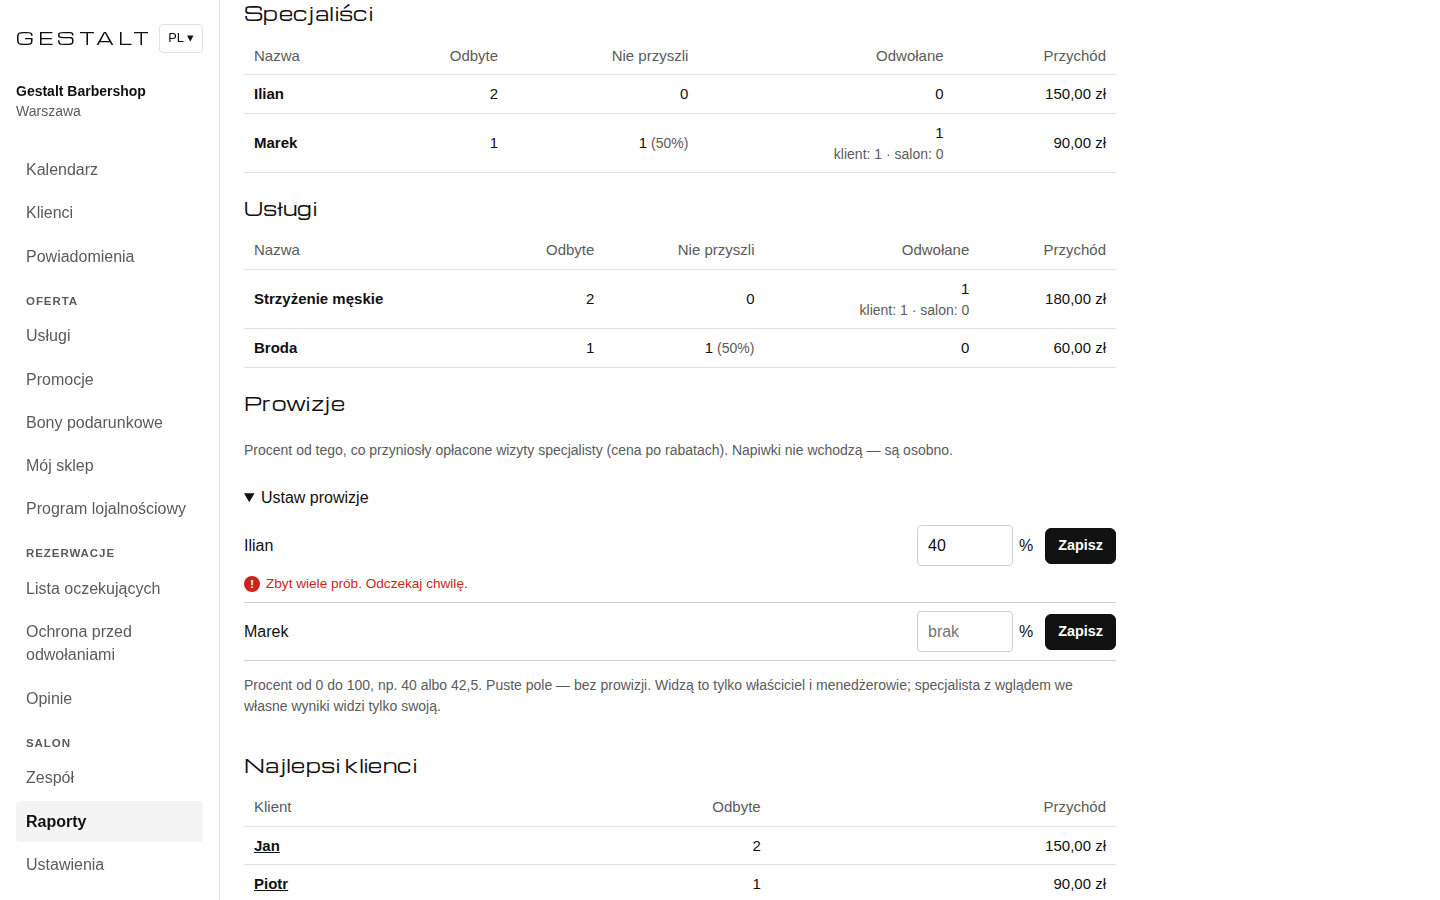 GESTALT
PL ▾
Gestalt Barbershop
Warszawa
Kalendarz
Klienci
Powiadomienia
OFERTA
Usługi
Promocje
Bony podarunkowe
Mój sklep
Program lojalnościowy
REZERWACJE
Lista oczekujących
Ochrona przed
odwołaniami
Opinie
SALON
Zespół
Raporty
Ustawienia
Specjaliści
Nazwa Odbyte Nie przyszli Odwołane Przychód
Ilian 2 0 0 150,00 zł
Marek 1 1 (50%) 1 90,00 zł
klient: 1 · salon: 0
Usługi
Nazwa Odbyte Nie przyszli Odwołane Przychód
Strzyżenie męskie 2 0 1 180,00 zł
klient: 1 · salon: 0
Broda 1 1 (50%) 0 60,00 zł
Prowizje
Procent od tego, co przyniosły opłacone wizyty specjalisty (cena po rabatach). Napiwki nie wchodzą — są osobno.
▼ Ustaw prowizje
Ilian 40 % Zapisz
! Zbyt wiele prób. Odczekaj chwilę.
Marek brak % Zapisz
Procent od 0 do 100, np. 40 albo 42,5. Puste pole — bez prowizji. Widzą to tylko właściciel i menedżerowie; specjalista z wglądem we
własne wyniki widzi tylko swoją.
Najlepsi klienci
Klient Odbyte Przychód
Jan 2 150,00 zł
Piotr 1 90,00 zł